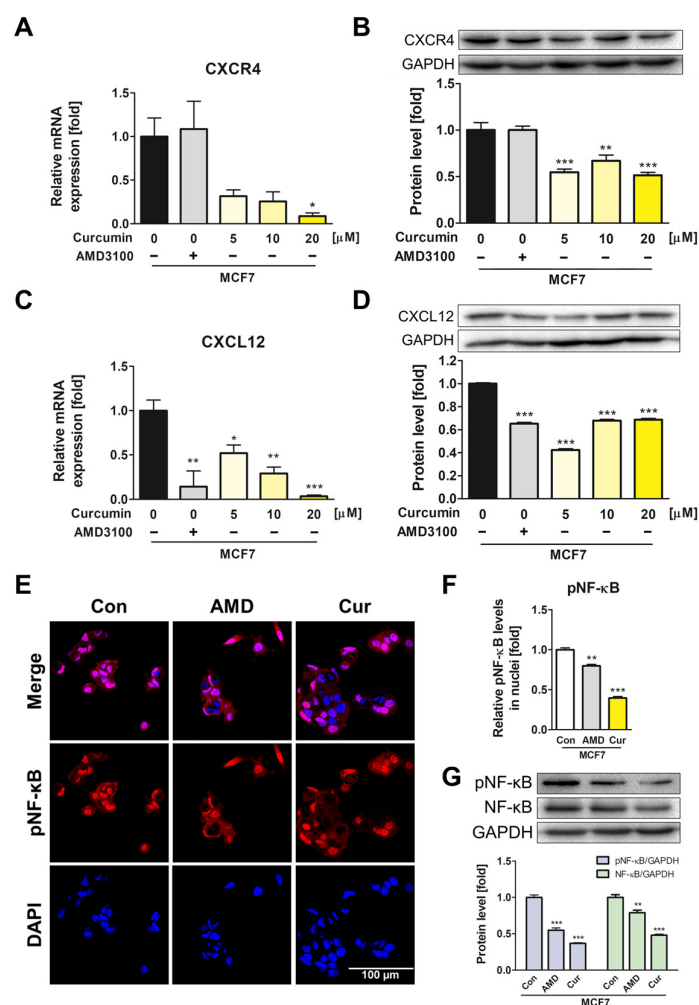 A
CXCR4
Relative mRNA
expression [fold]
1.5
1.0
0.5
0.0
*
Curcumin 0 0 5 10 20 [μM]
AMD3100 − + − − −
MCF7
B
CXCR4
GAPDH
Protein level [fold]
1.5
1.0
0.5
0.0
*** ** ***
0 0 5 10 20 [μM]
− + − − −
MCF7
C
CXCL12
Relative mRNA
expression [fold]
1.5
1.0
0.5
0.0
** * ** ***
Curcumin 0 0 5 10 20 [μM]
AMD3100 − + − − −
MCF7
D
CXCL12
GAPDH
Protein level [fold]
1.2
1.0
0.8
0.6
0.4
0
*** *** *** ***
Curcumin 0 0 5 10 20 [μM]
AMD3100 − + − − −
MCF7
E
Con AMD Cur
Merge
pNF-κB
DAPI
100 μm
F
pNF-κB
Relative pNF-κB levels
in nuclei [fold]
1.5
1.0
0.5
0.0
** ***
Con AMD Cur
MCF7
G
pNF-κB
NF-κB
GAPDH
pNF-κB/GAPDH
NF-κB/GAPDH
Protein level [fold]
1.5
1.0
0.5
0.0
*** *** ** ***
Con AMD Cur Con AMD Cur
MCF7